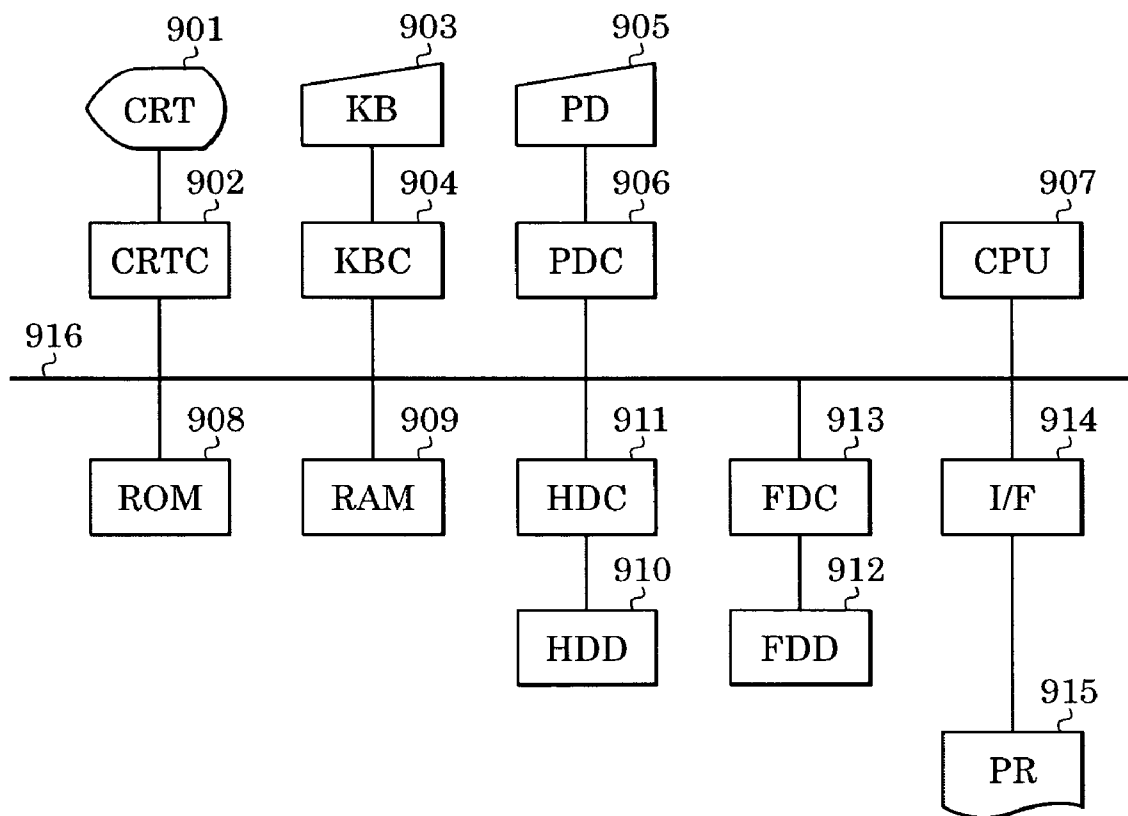 901 903 905
CRT KB PD
902 904 906 907
CRTC KBC PDC CPU
916
908 909 911 913 914
ROM RAM HDC FDC I/F
910 912
HDD FDD
915
PR